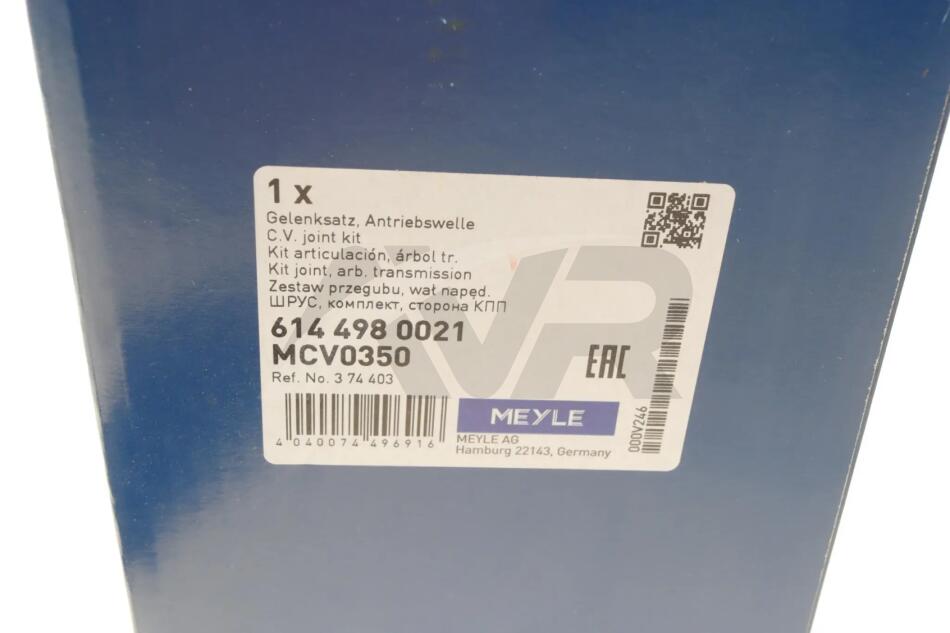 1 x
Gelenksatz, Antriebswelle
C.V. joint kit
Kit articulación, árbol tr.
Kit joint, arb. transmission
Zestaw przegubu, wał napęd.
ШРУС, комплект, сторона КПП
614 498 0021
MCV0350
Ref. No. 3 74 403
EAC
4 040074 496916
MEYLE
MEYLE AG
Hamburg 22143, Germany
000V246
VR